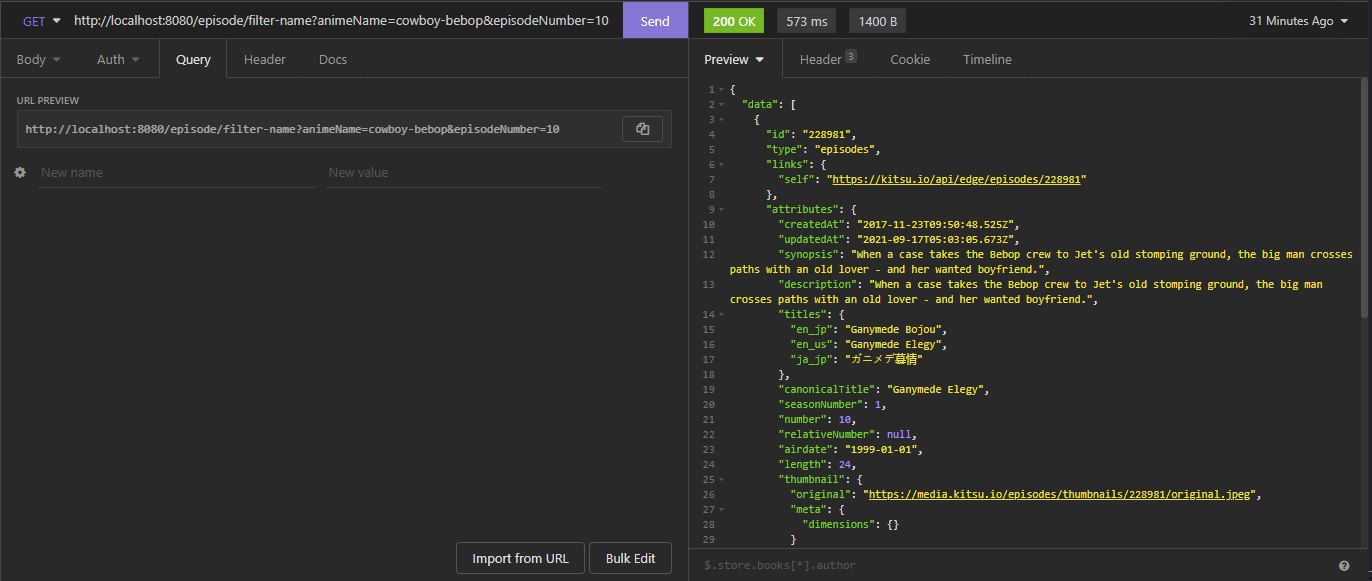 GET http://localhost:8080/episode/filter-name?animeName=cowboy-bebop&episodeNumber=10 Send
200 OK 573 ms 1400 B 31 Minutes Ago
Body Auth Query Header Docs
Preview Header 3 Cookie Timeline
URL PREVIEW
http://localhost:8080/episode/filter-name?animeName=cowboy-bebop&episodeNumber=10
New name New value
Import from URL Bulk Edit
1 {
2 "data": [
3 {
4 "id": "228981",
5 "type": "episodes",
6 "links": {
7 "self": "https://kitsu.io/api/edge/episodes/228981"
8 },
9 "attributes": {
10 "createdAt": "2017-11-23T09:50:48.525Z",
11 "updatedAt": "2021-09-17T05:03:05.673Z",
12 "synopsis": "When a case takes the Bebop crew to Jet's old stomping ground, the big man crosses
paths with an old lover - and her wanted boyfriend.",
13 "description": "When a case takes the Bebop crew to Jet's old stomping ground, the big man
crosses paths with an old lover - and her wanted boyfriend.",
14 "titles": {
15 "en_jp": "Ganymede Bojou",
16 "en_us": "Ganymede Elegy",
17 "ja_jp": "ガニメデ慕情"
18 },
19 "canonicalTitle": "Ganymede Elegy",
20 "seasonNumber": 1,
21 "number": 10,
22 "relativeNumber": null,
23 "airdate": "1999-01-01",
24 "length": 24,
25 "thumbnail": {
26 "original": "https://media.kitsu.io/episodes/thumbnails/228981/original.jpeg",
27 "meta": {
28 "dimensions": {}
29 }
$.store.books[*].author